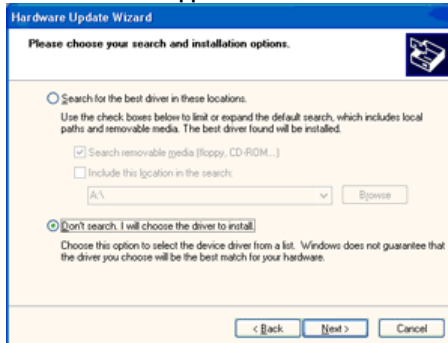 Hardware Update Wizard
Please choose your search and installation options.
Search for the best driver in these locations.
Use the check boxes below to limit or expand the default search, which includes local
paths and removable media. The best driver found will be installed.
Search removable media (floppy, CD-ROM...)
Include this location in the search:
A:\
Browse
Don't search. I will choose the driver to install.
Choose this option to select the device driver from a list. Windows does not guarantee that
the driver you choose will be the best match for your hardware.
< Back Next > Cancel